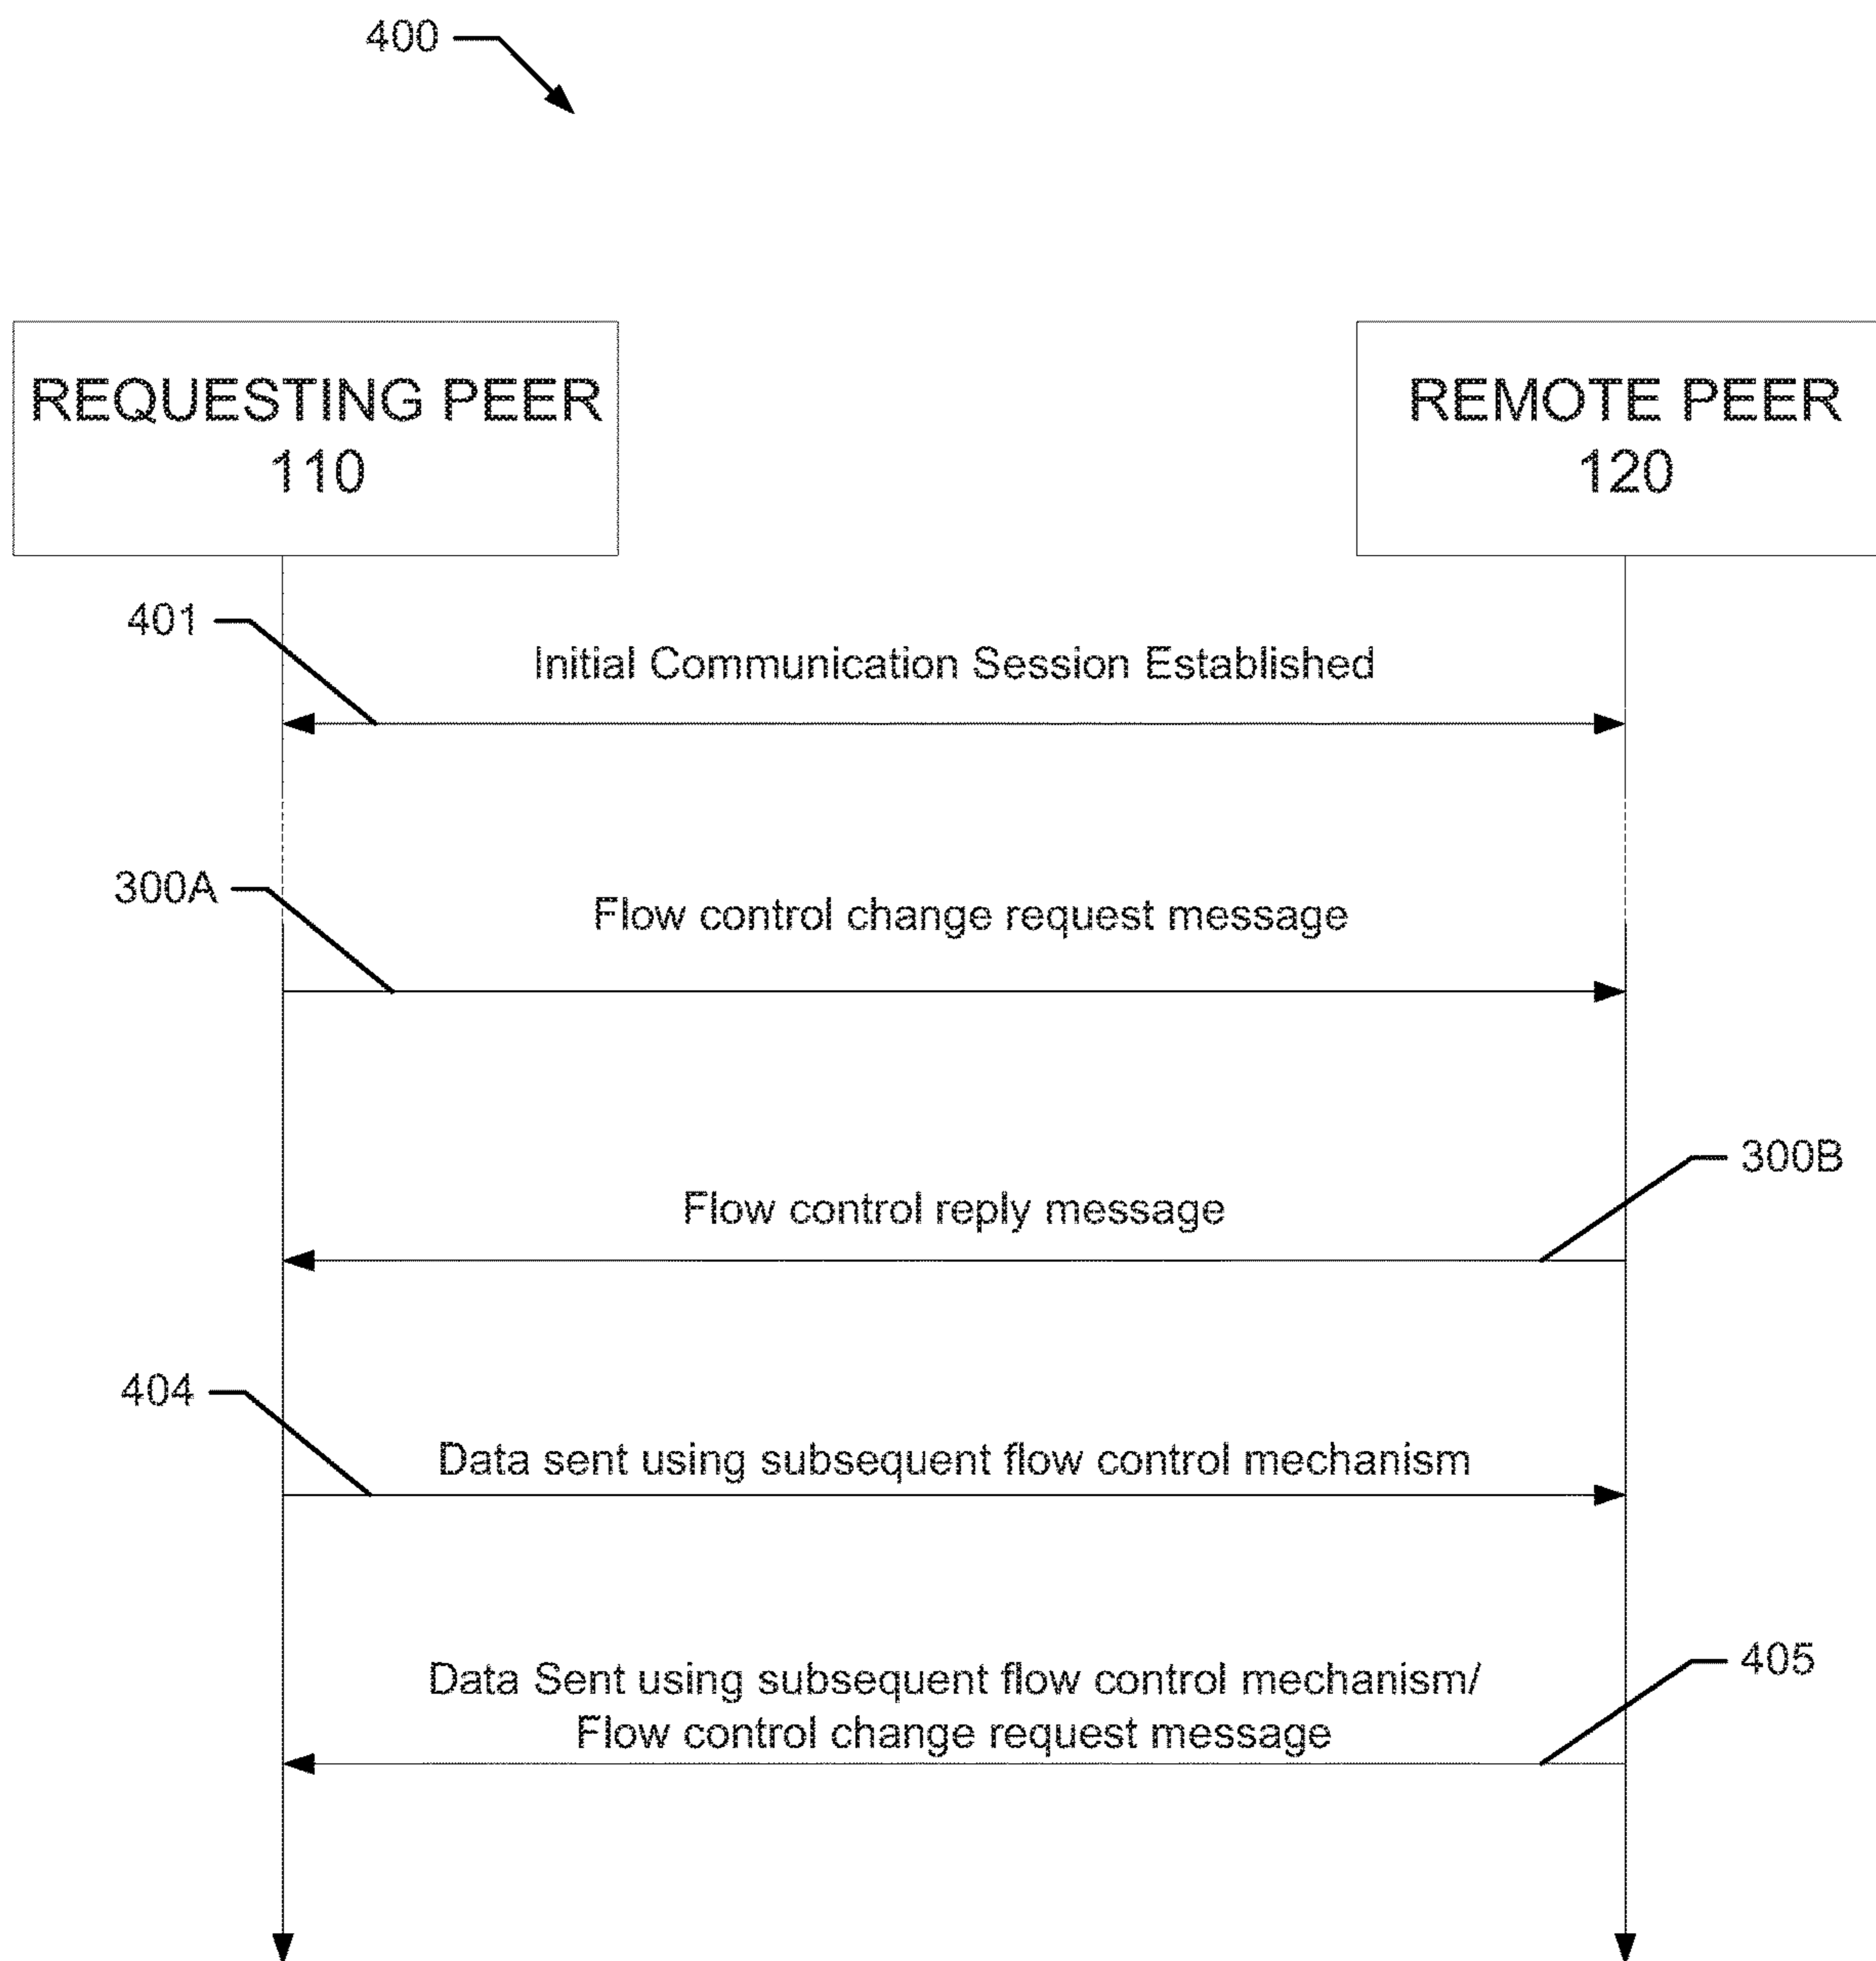 400
REQUESTING PEER
110
REMOTE PEER
120
401
Initial Communication Session Established
300A
Flow control change request message
300B
Flow control reply message
404
Data sent using subsequent flow control mechanism
405
Data Sent using subsequent flow control mechanism/
Flow control change request message